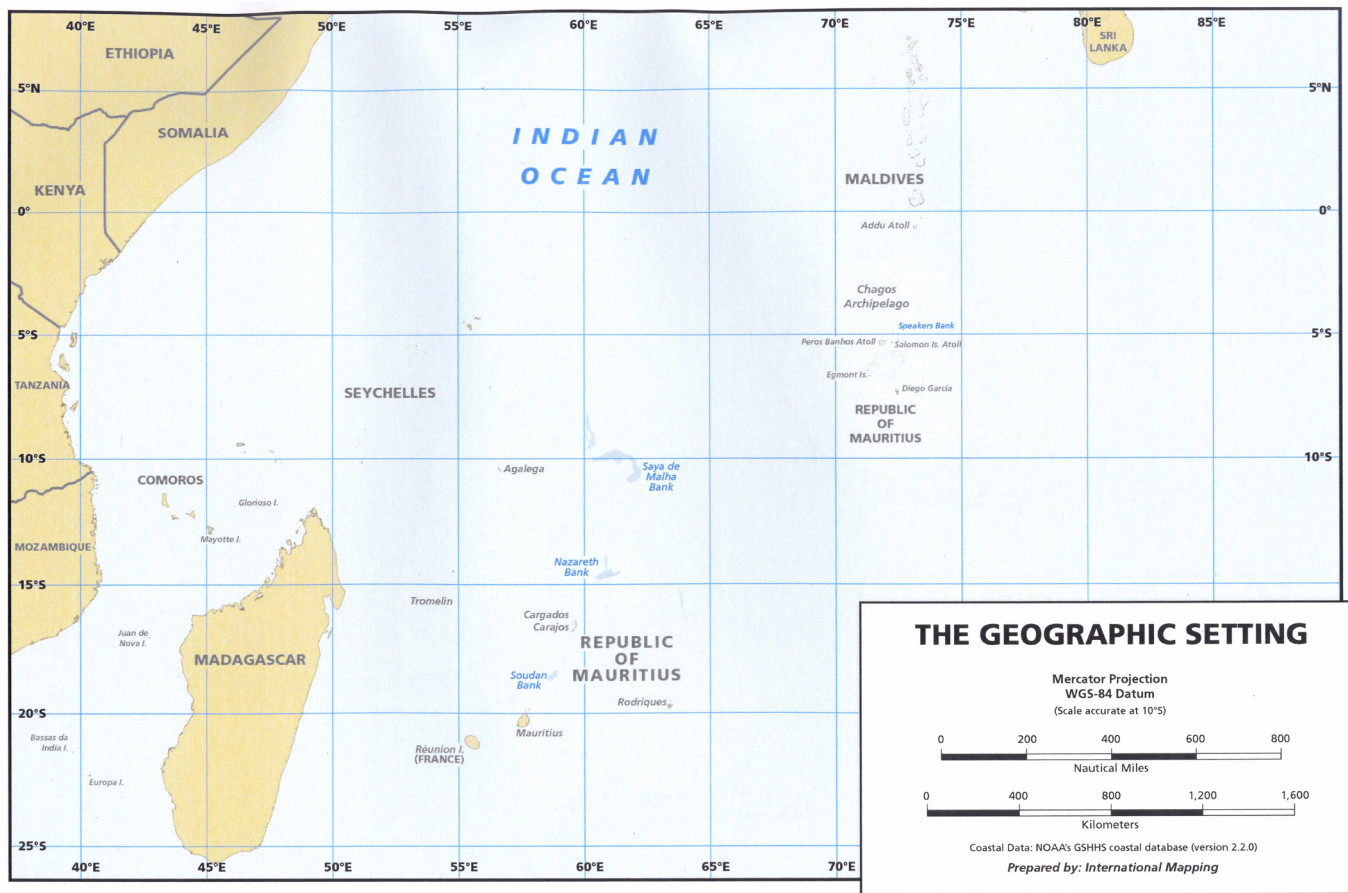 40°E 45°E 50°E 55°E 60°E 65°E 70°E 75°E 80°E 85°E
ETHIOPIA
SRI
LANKA
5°N
5°N
SOMALIA
INDIAN
OCEAN
KENYA
MALDIVES
0°
0°
Addu Atoll
Chagos
Archipelago
Speakers Bank
5°S
5°S
Peros Banhos Atoll
Salomon Is. Atoll
Egmont Is.
TANZANIA
SEYCHELLES
Diego Garcia
REPUBLIC
OF
MAURITIUS
10°S
10°S
Agalega
Saya de
Malha
Bank
COMOROS
Glorioso I.
Mayotte I.
MOZAMBIQUE
Nazareth
Bank
15°S
Tromelin
Cargados
Carajos
Juan de
Nova I.
REPUBLIC
OF
MAURITIUS
MADAGASCAR
Soudan
Bank
Rodriques
20°S
Mauritius
Bassas da
India I.
Réunion I.
(FRANCE)
Europa I.
25°S
40°E 45°E 50°E 55°E 60°E 65°E 70°E
THE GEOGRAPHIC SETTING
Mercator Projection
WGS-84 Datum
(Scale accurate at 10°S)
0 200 400 600 800
Nautical Miles
0 400 800 1,200 1,600
Kilometers
Coastal Data: NOAA's GSHHS coastal database (version 2.2.0)
Prepared by: International Mapping